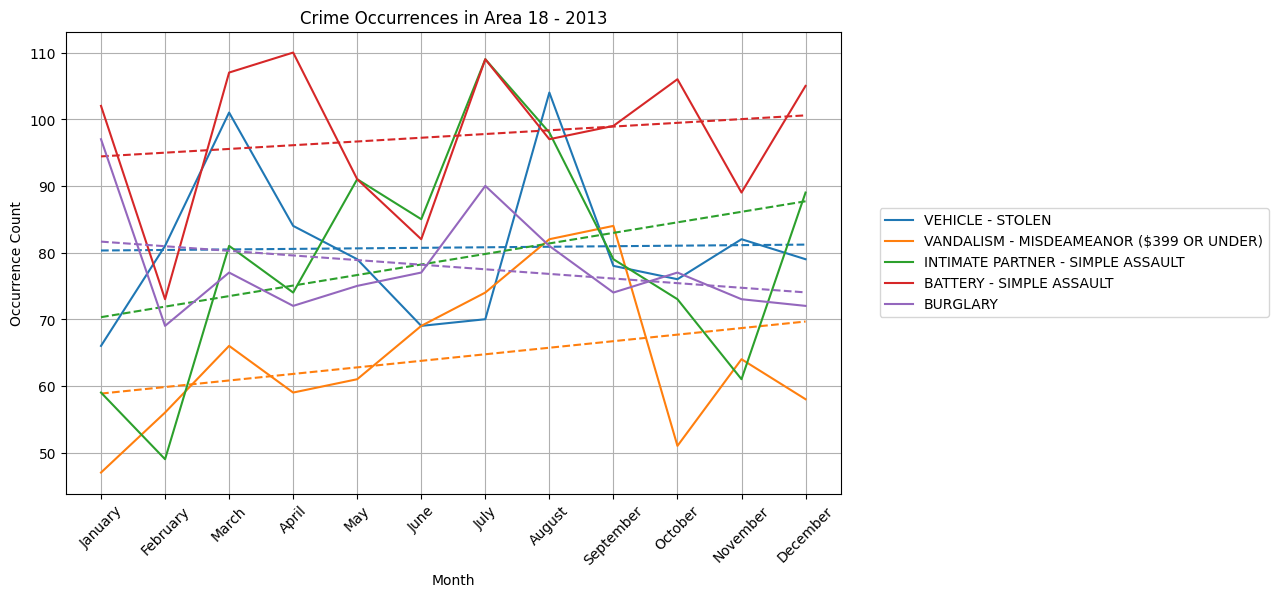 Crime Occurrences in Area 18 - 2013
110
100
90
80
70
60
50
Occurrence Count
January
February
March
April
May
June
July
August
September
October
November
December
Month
VEHICLE - STOLEN
VANDALISM - MISDEAMEANOR ($399 OR UNDER)
INTIMATE PARTNER - SIMPLE ASSAULT
BATTERY - SIMPLE ASSAULT
BURGLARY